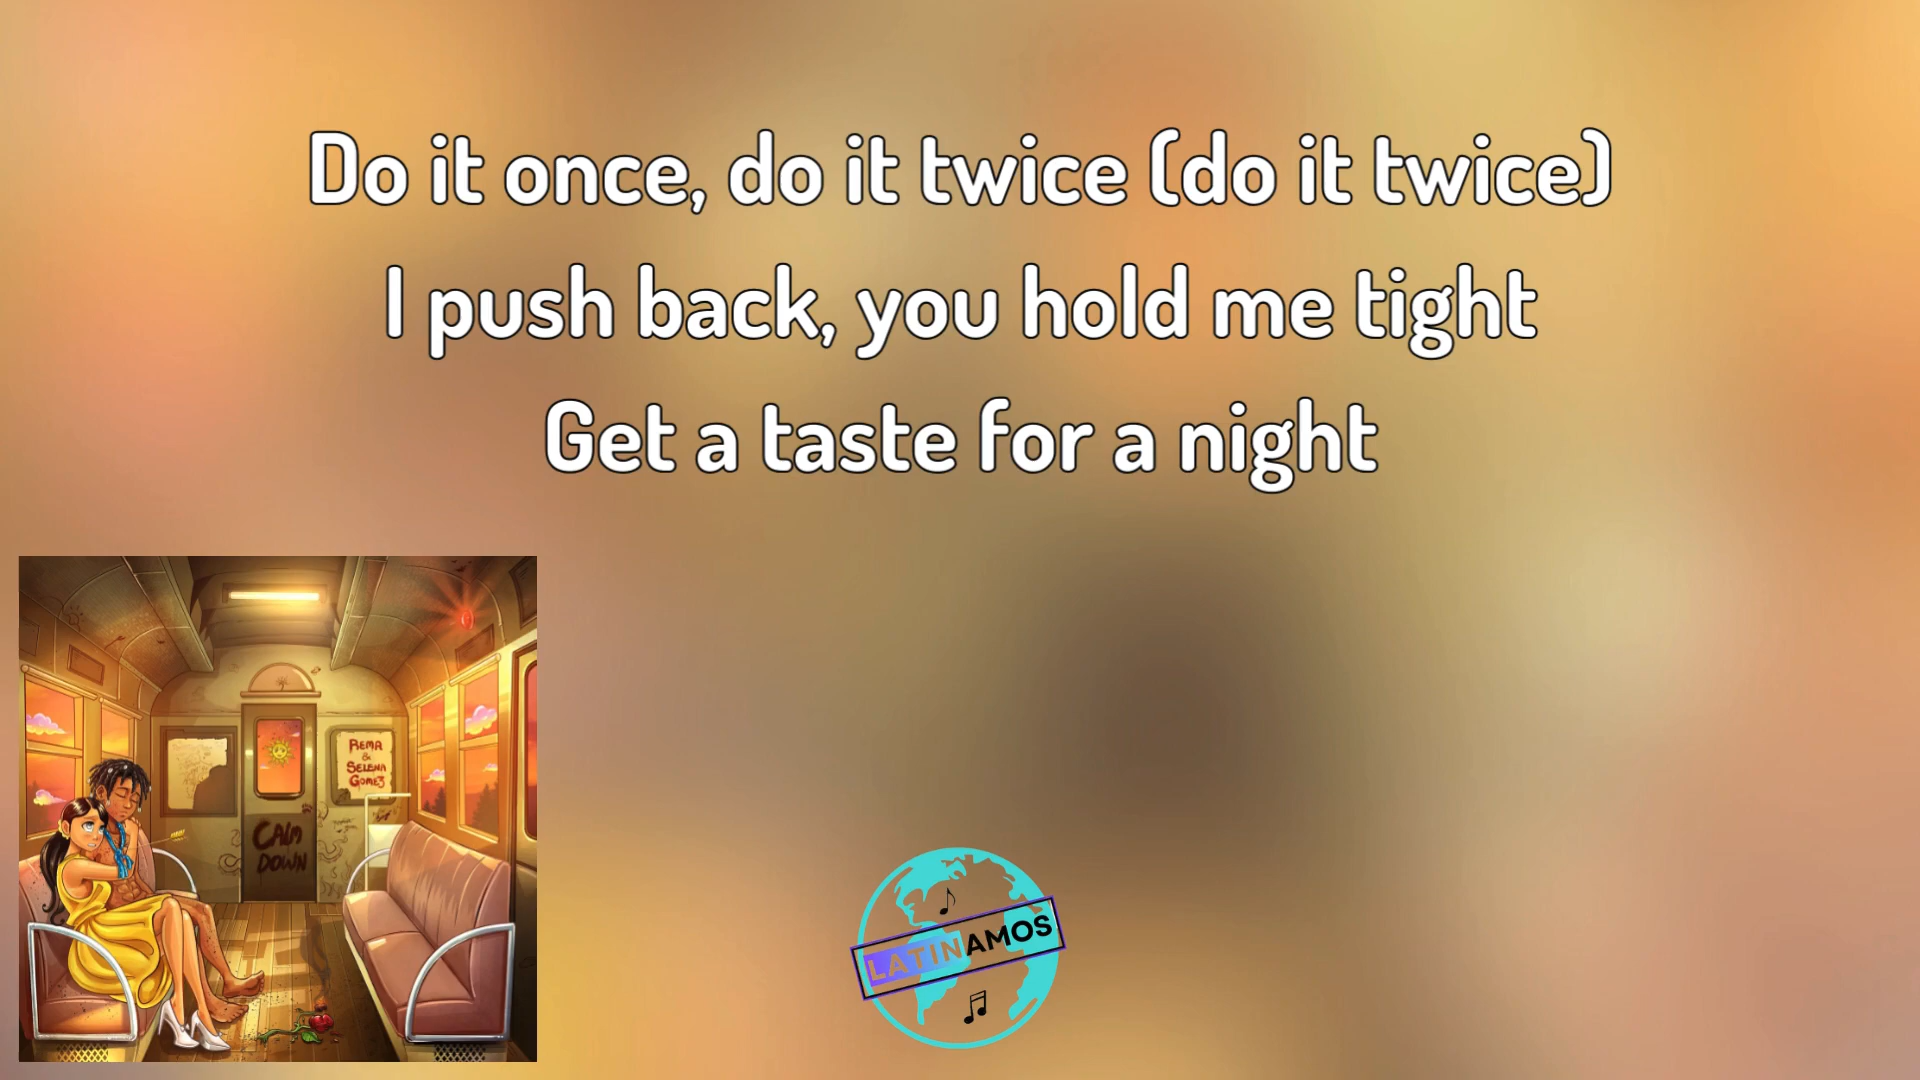 Do it once, do it twice (do it twice)
I push back, you hold me tight
Get a taste for a night
REMA
&
SELENA
GOMEZ
CALM
DOWN
LATINAMOS